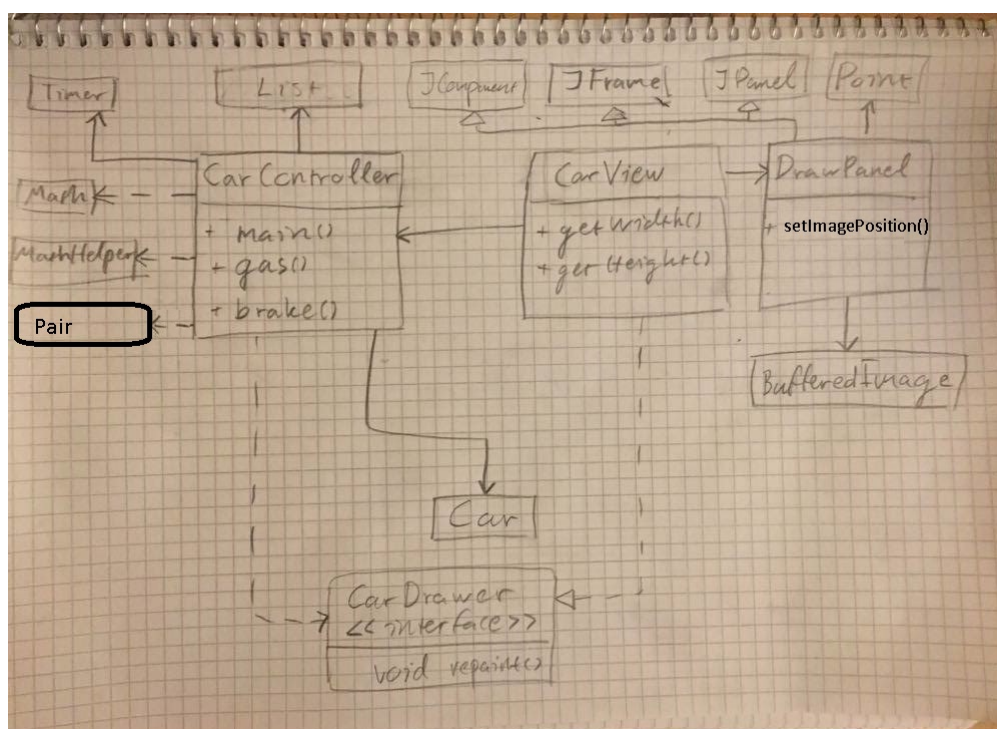 Timer
List
JComponent
JFrame
JPanel
Point
CarController
+ main()
+ gas()
+ brake()
CarView
+ getWidth()
+ getHeight()
DrawPanel
+ setImagePosition()
Math
MathHelper
Pair
BufferedImage
Car
CarDrawer
<<interface>>
void repaint()